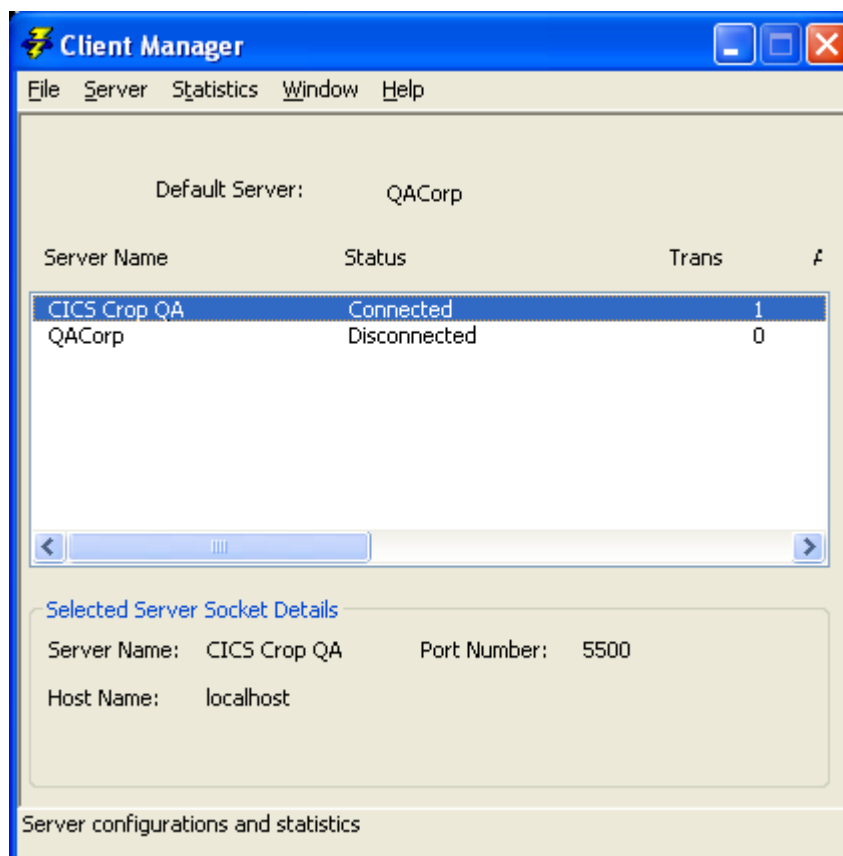 Client Manager
File Server Statistics Window Help
Default Server: QACorp
Server Name Status Trans
CICS Crop QA Connected 1
QACorp Disconnected 0
Selected Server Socket Details
Server Name: CICS Crop QA Port Number: 5500
Host Name: localhost
Server configurations and statistics